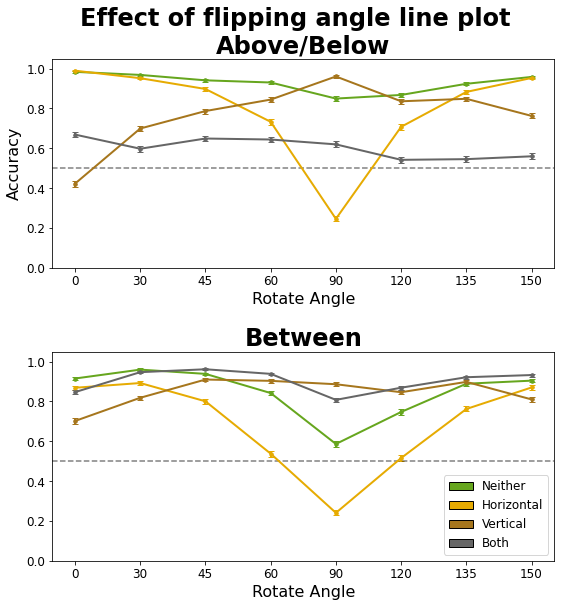 Effect of flipping angle line plot
Above/Below
1.0
0.8
0.6
0.4
0.2
0.0
Accuracy
0 30 45 60 90 120 135 150
Rotate Angle
Between
1.0
0.8
0.6
0.4
0.2
0.0
Neither
Horizontal
Vertical
Both
0 30 45 60 90 120 135 150
Rotate Angle